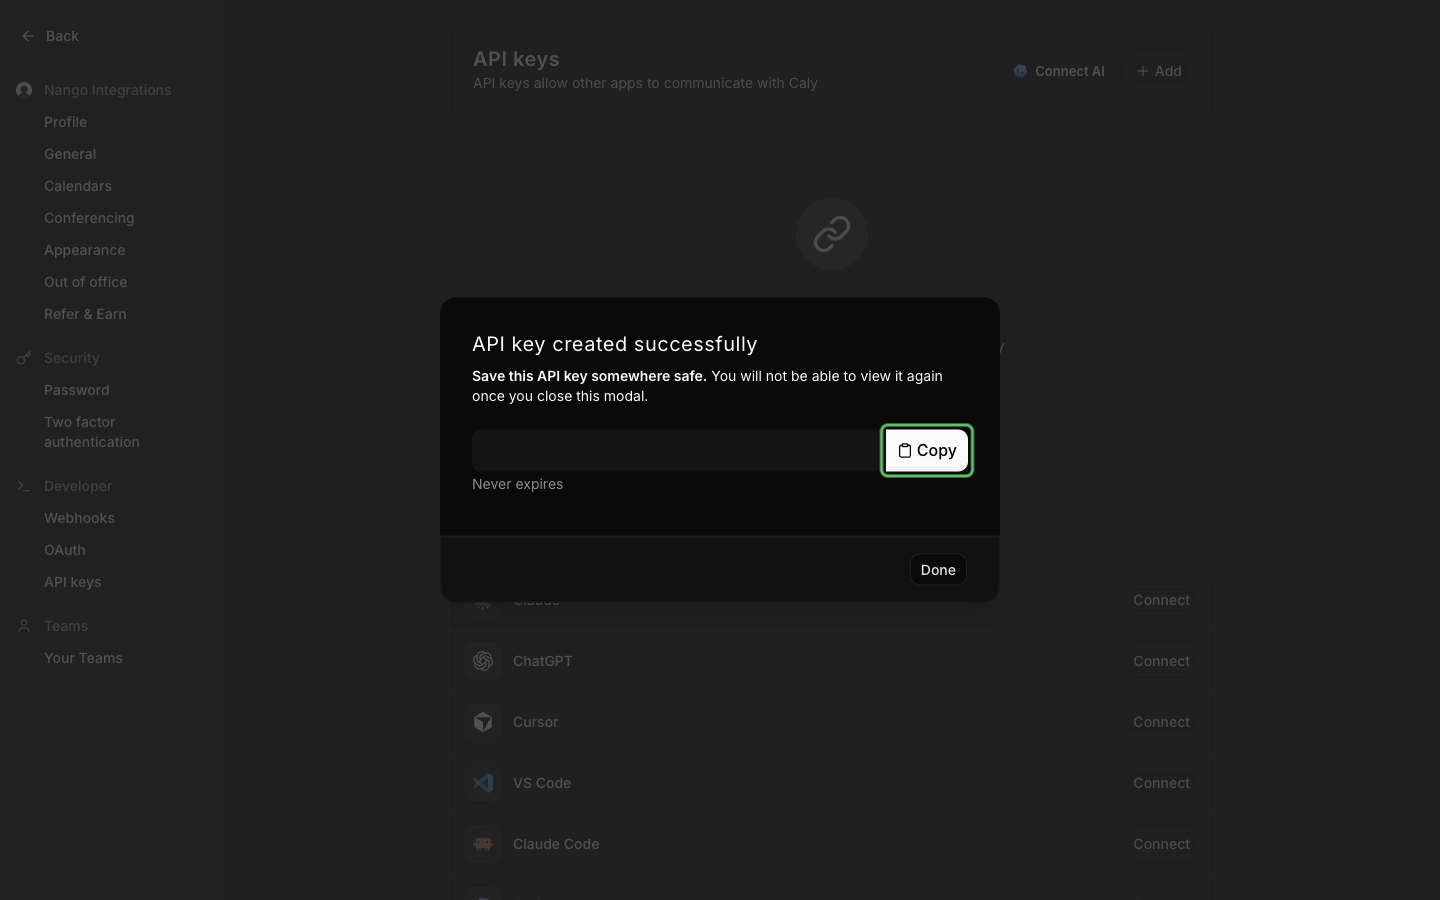 Back
Nango Integrations
Profile
General
Calendars
Conferencing
Appearance
Out of office
Refer & Earn
Security
Password
Two factor
authentication
Developer
Webhooks
OAuth
API keys
Teams
Your Teams
API keys
API keys allow other apps to communicate with Caly
Connect AI
Add
API key created successfully
Save this API key somewhere safe. You will not be able to view it again
once you close this modal.
Copy
Never expires
Done
Claude
Connect
ChatGPT
Connect
Cursor
Connect
VS Code
Connect
Claude Code
Connect